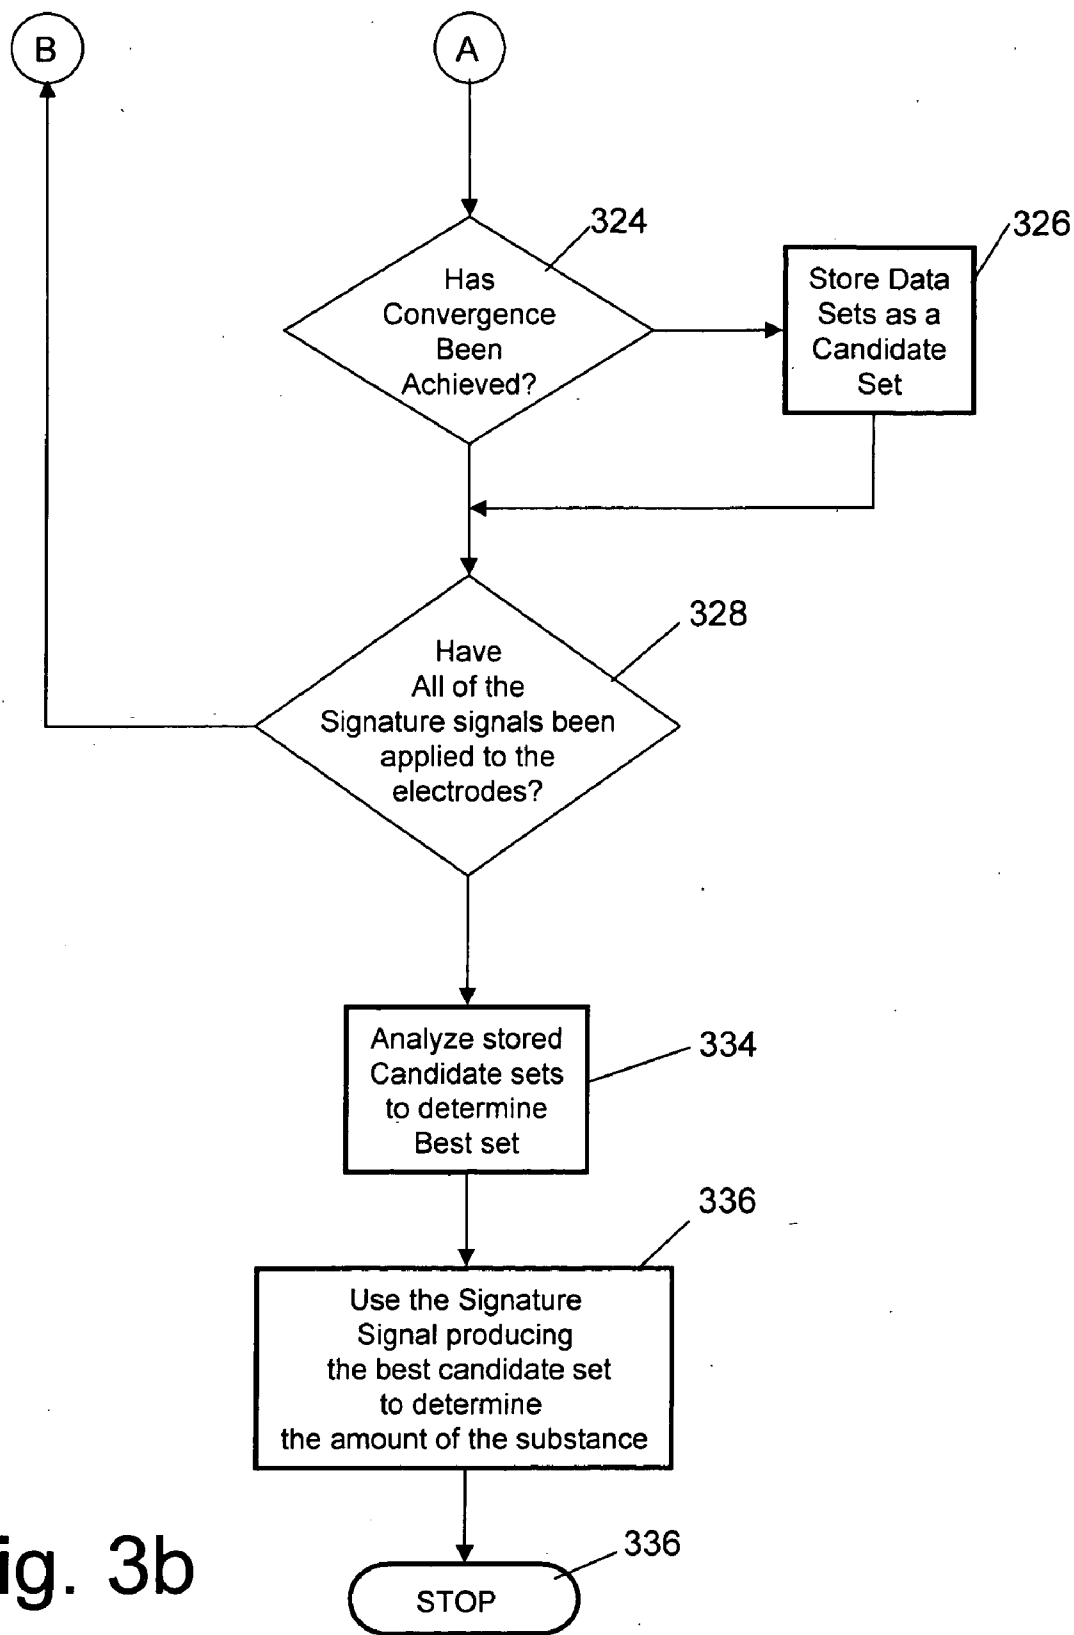 B
A
324
Has
Convergence
Been
Achieved?
326
Store Data
Sets as a
Candidate
Set
328
Have
All of the
Signature signals been
applied to the
electrodes?
334
Analyze stored
Candidate sets
to determine
Best set
336
Use the Signature
Signal producing
the best candidate set
to determine
the amount of the substance
336
STOP
ig. 3b